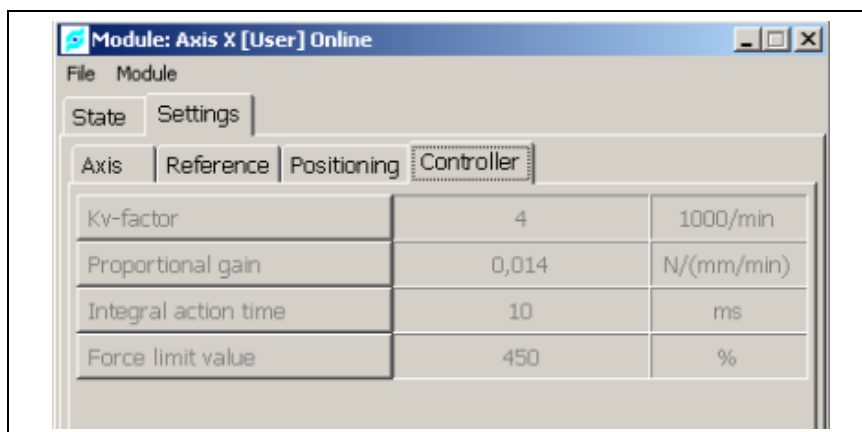 Module: Axis X [User] Online
File Module
State Settings
Axis Reference Positioning Controller
Kv-factor 4 1000/min
Proportional gain 0,014 N/(mm/min)
Integral action time 10 ms
Force limit value 450 %